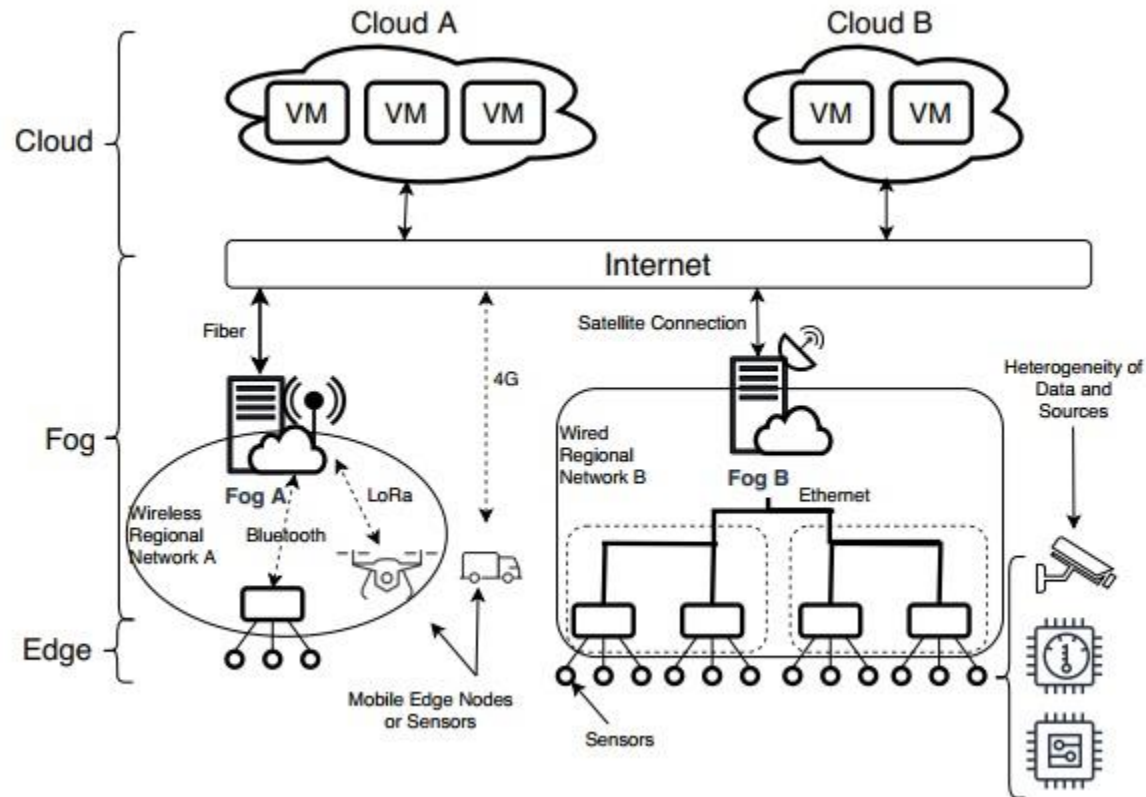 Cloud A
Cloud B
VM
VM
VM
VM
VM
Cloud
Internet
Fiber
4G
Satellite Connection
Heterogeneity of
Data and
Sources
Fog
Fog A
LoRa
Wireless
Regional
Network A
Bluetooth
Wired
Regional
Network B
Fog B
Ethernet
Edge
Mobile Edge Nodes
or Sensors
Sensors